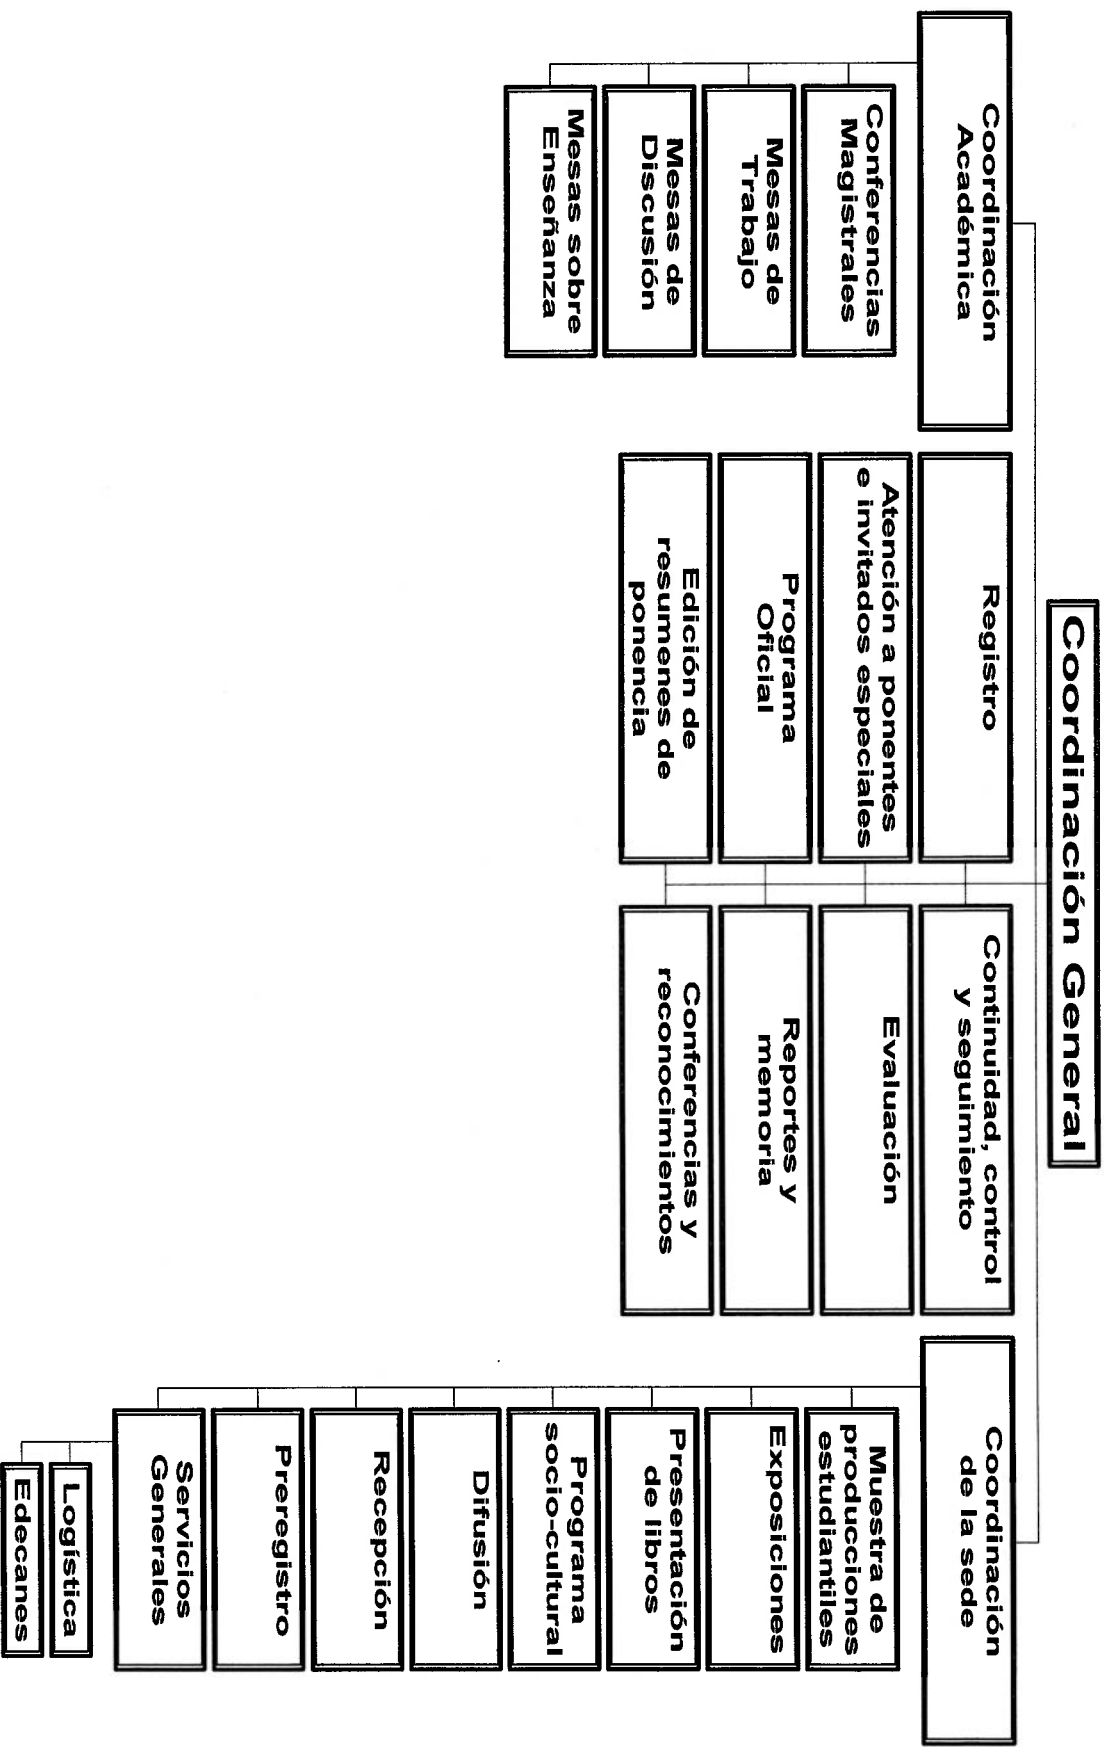 Coordinación General
Coordinación
Académica
Conferencias
Magistrales
Mesas de
Trabajo
Mesas de
Discusión
Mesas sobre
Enseñanza
Registro
Atención a ponentes
e invitados especiales
Programa
Oficial
Edición de
resumenes de
ponencia
Continuidad, control
y seguimiento
Evaluación
Reportes y
memoria
Conferencias y
reconocimientos
Coordinación
de la sede
Muestra de
producciones
estudiantiles
Exposiciones
Presentación
de libros
Programa
socio-cultural
Difusión
Recepción
Preregistro
Servicios
Generales
Logística
Edecanes